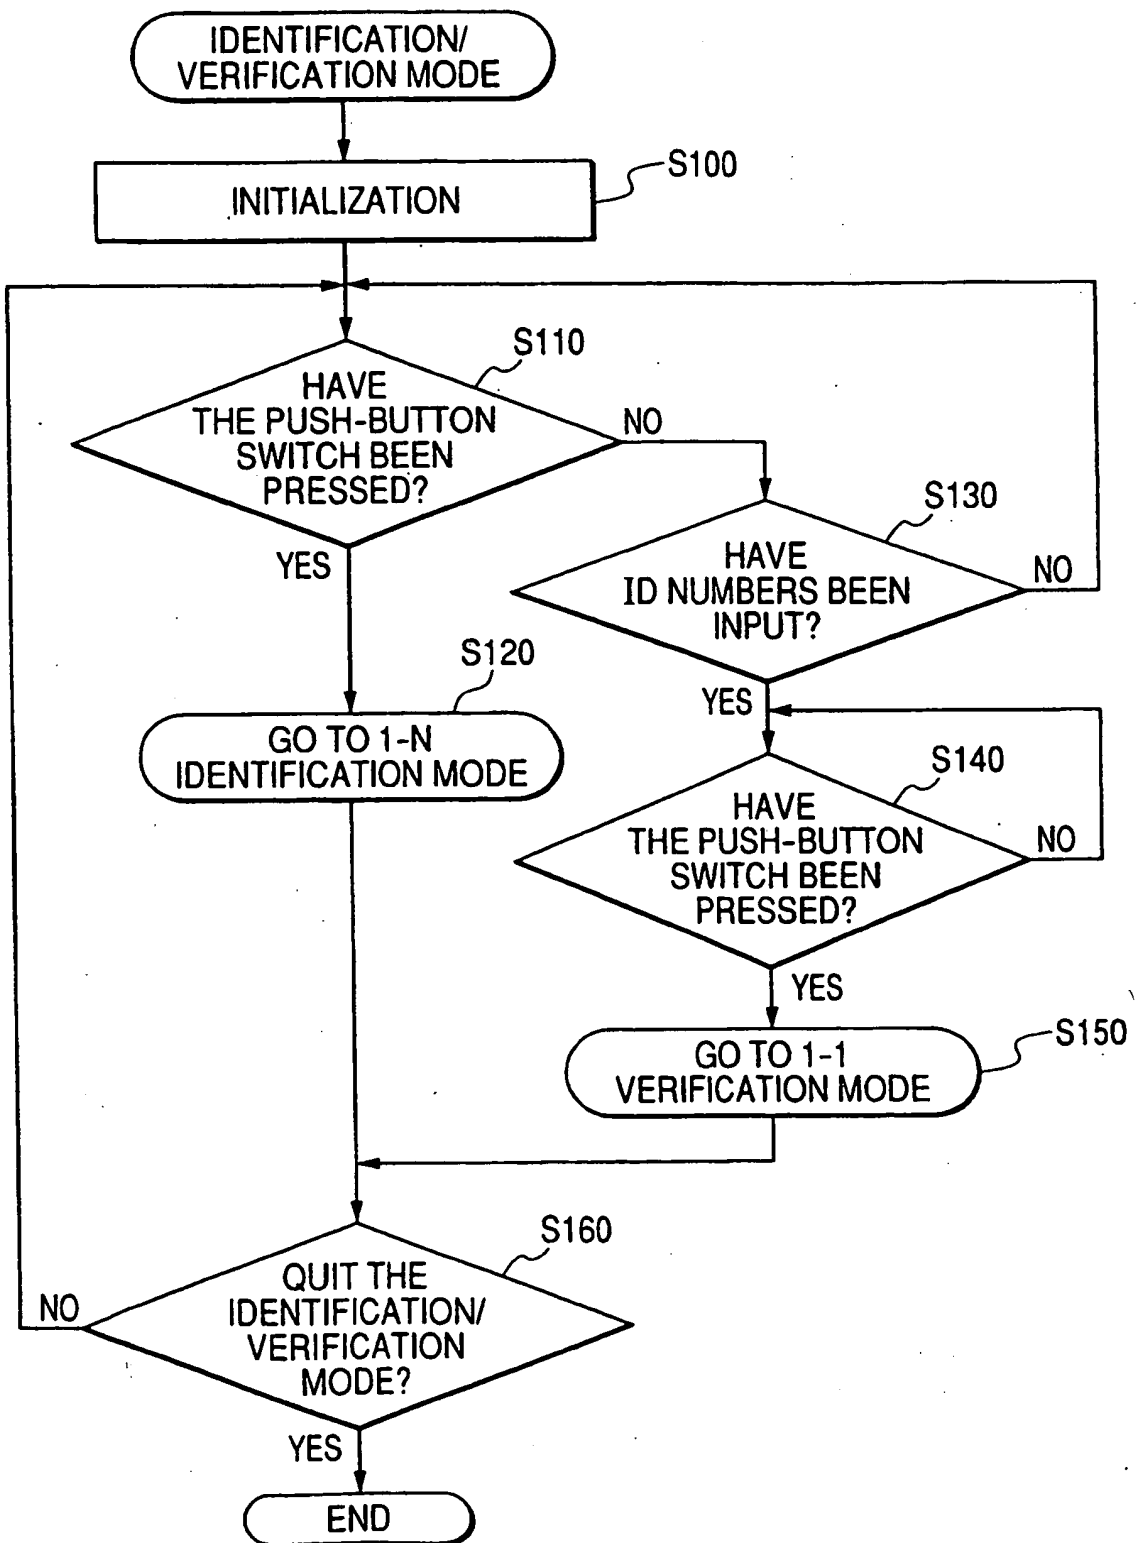 IDENTIFICATION/
VERIFICATION MODE
S100
INITIALIZATION
S110
HAVE
THE PUSH-BUTTON
SWITCH BEEN
PRESSED?
NO
YES
S130
HAVE
ID NUMBERS BEEN
INPUT?
NO
YES
S120
GO TO 1-N
IDENTIFICATION MODE
S140
HAVE
THE PUSH-BUTTON
SWITCH BEEN
PRESSED?
NO
YES
S150
GO TO 1-1
VERIFICATION MODE
S160
QUIT THE
IDENTIFICATION/
VERIFICATION
MODE?
NO
YES
END